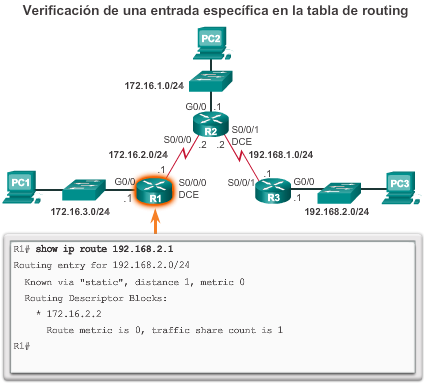 Verificación de una entrada específica en la tabla de routing
PC2
172.16.1.0/24
G0/0 .1
R2
S0/0/0 .2 .2 S0/0/1
DCE
172.16.2.0/24
192.168.1.0/24
.1
.1
PC1
G0/0
.1
R1
S0/0/0
DCE
172.16.3.0/24
S0/0/1
R3
G0/0
.1
PC3
192.168.2.0/24
R1# show ip route 192.168.2.1
Routing entry for 192.168.2.0/24
Known via "static", distance 1, metric 0
Routing Descriptor Blocks:
* 172.16.2.2
Route metric is 0, traffic share count is 1
R1#